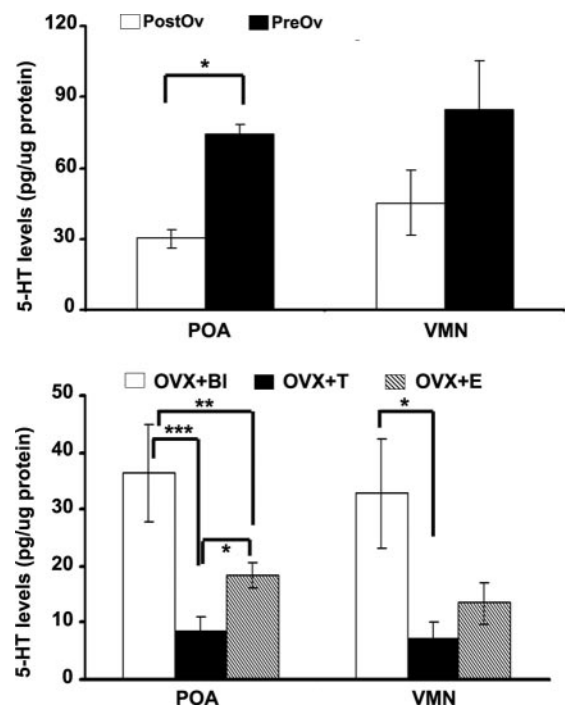 PostOv PreOv
120
90
60
30
0
5-HT levels (pg/ug protein)
*
POA VMN
OVX+Bl OVX+T OVX+E
50
40
30
20
10
0
5-HT levels (pg/ug protein)
**
***
*
*
POA VMN